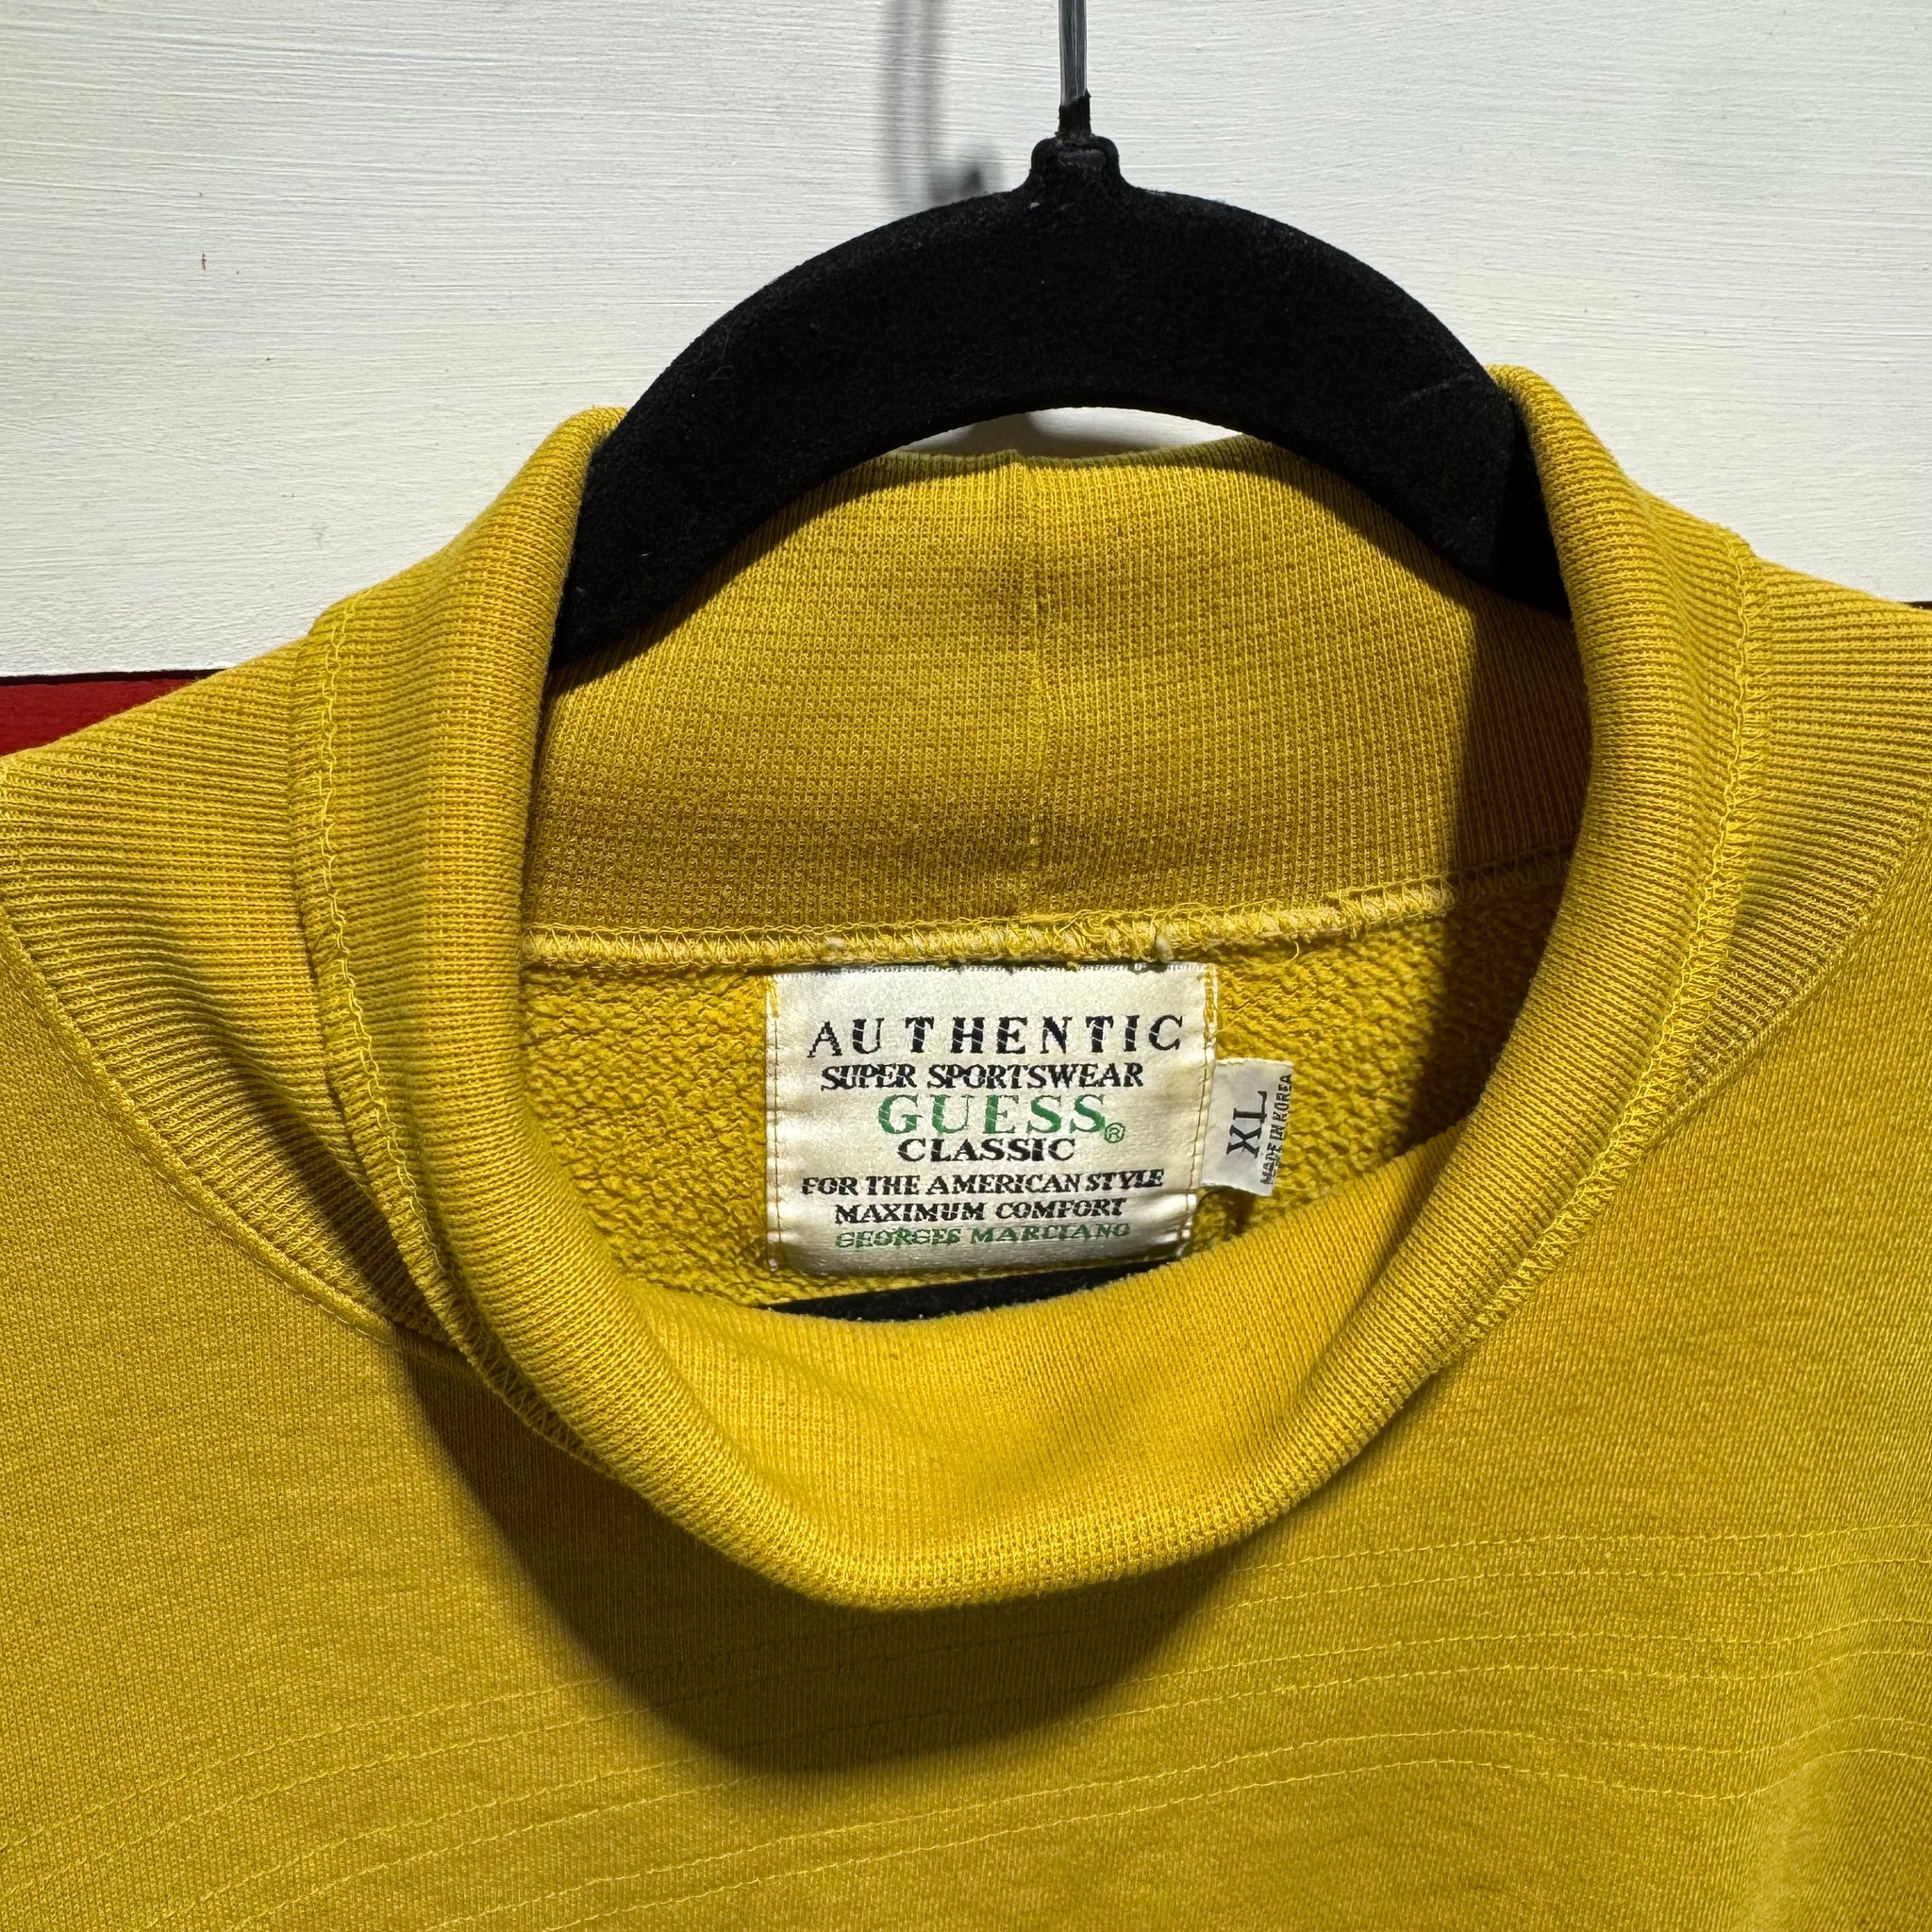 AUTHENTIC
SUPER SPORTSWEAR
GUESS®
CLASSIC
FOR THE AMERICAN STYLE
MAXIMUM COMFORT
GEORGES MARCIANO
XL
MADE IN KOREA